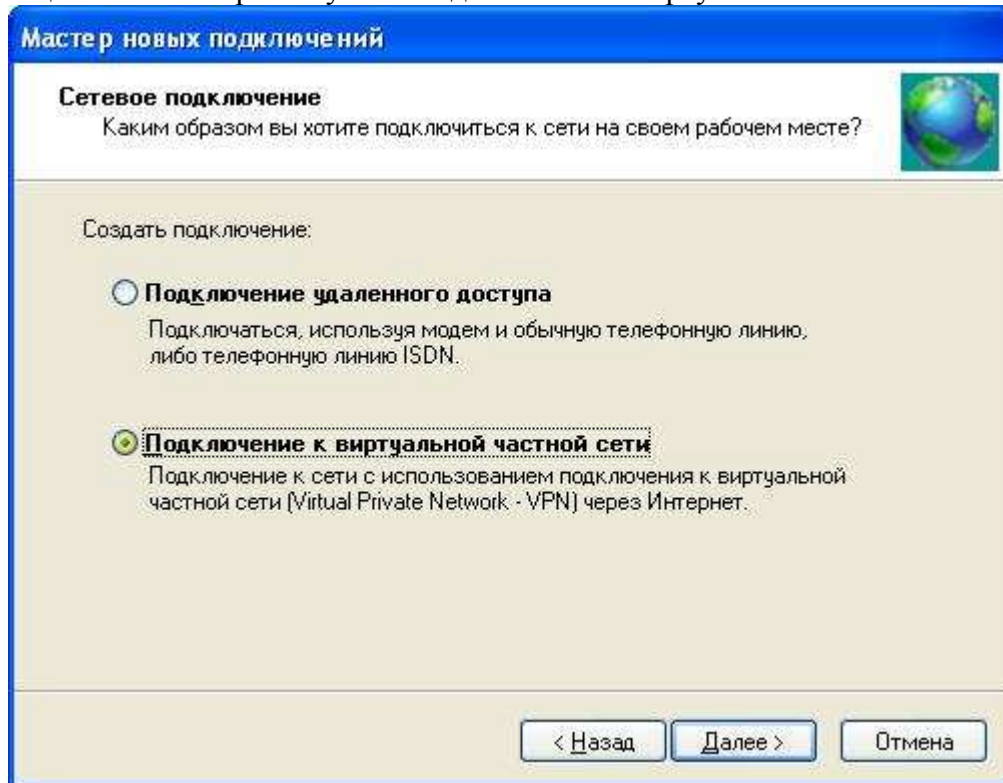 Мастер новых подключений
Сетевое подключение
Каким образом вы хотите подключиться к сети на своем рабочем месте?
Создать подключение:
Подключение удаленного доступа
Подключаться, используя модем и обычную телефонную линию,
либо телефонную линию ISDN.
Подключение к виртуальной частной сети
Подключение к сети с использованием подключения к виртуальной
частной сети (Virtual Private Network - VPN) через Интернет.
< Назад Далее > Отмена